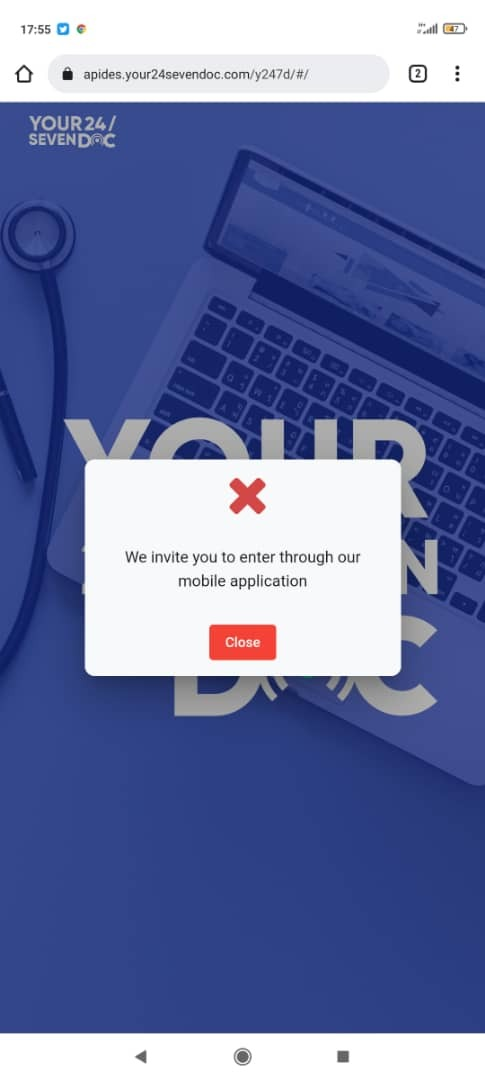 17:55
47
apides.your24sevendoc.com/y247d/#/
2
YOUR 24/
SEVENDOC
YOUR
N
DOC
We invite you to enter through our
mobile application
Close